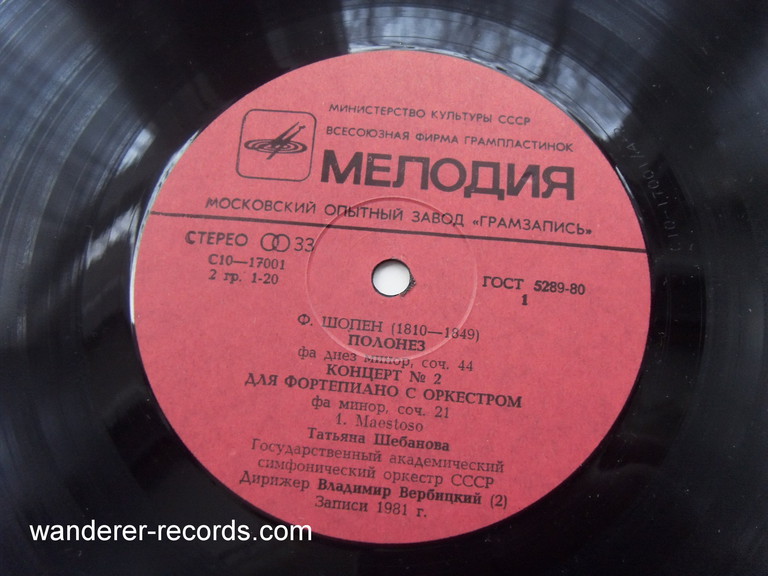 МИНИСТЕРСТВО КУЛЬТУРЫ СССР
ВСЕСОЮЗНАЯ ФИРМА ГРАМПЛАСТИНОК
МЕЛОДИЯ
МОСКОВСКИЙ ОПЫТНЫЙ ЗАВОД «ГРАМЗАПИСЬ»
СТЕРЕО 33
С10—17001
2 гр. 1-20
ГОСТ 5289-80
1
Ф. ШОПЕН (1810—1849)
ПОЛОНЕЗ
фа диез минор, соч. 44
КОНЦЕРТ № 2
ДЛЯ ФОРТЕПИАНО С ОРКЕСТРОМ
фа минор, соч. 21
1. Maestoso
Татьяна Шебанова
Государственный академический
симфонический оркестр СССР
Дирижер Владимир Вербицкий (2)
Записи 1981 г.
wanderer-records.com